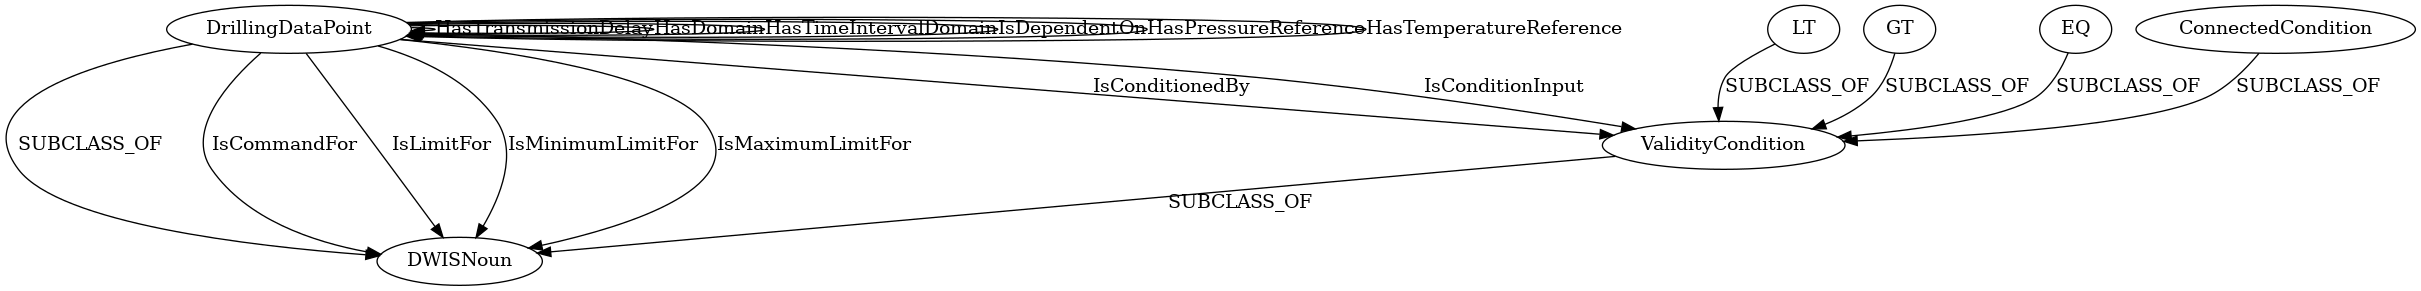 DrillingDataPoint
HasTransmissionDelay
HasDomain
HasTimeIntervalDomain
IsDependentOn
HasPressureReference
HasTemperatureReference
LT
GT
EQ
ConnectedCondition
IsConditionedBy
IsConditionInput
SUBCLASS_OF
SUBCLASS_OF
SUBCLASS_OF
SUBCLASS_OF
SUBCLASS_OF
IsCommandFor
IsLimitFor
IsMinimumLimitFor
IsMaximumLimitFor
ValidityCondition
SUBCLASS_OF
DWISNoun